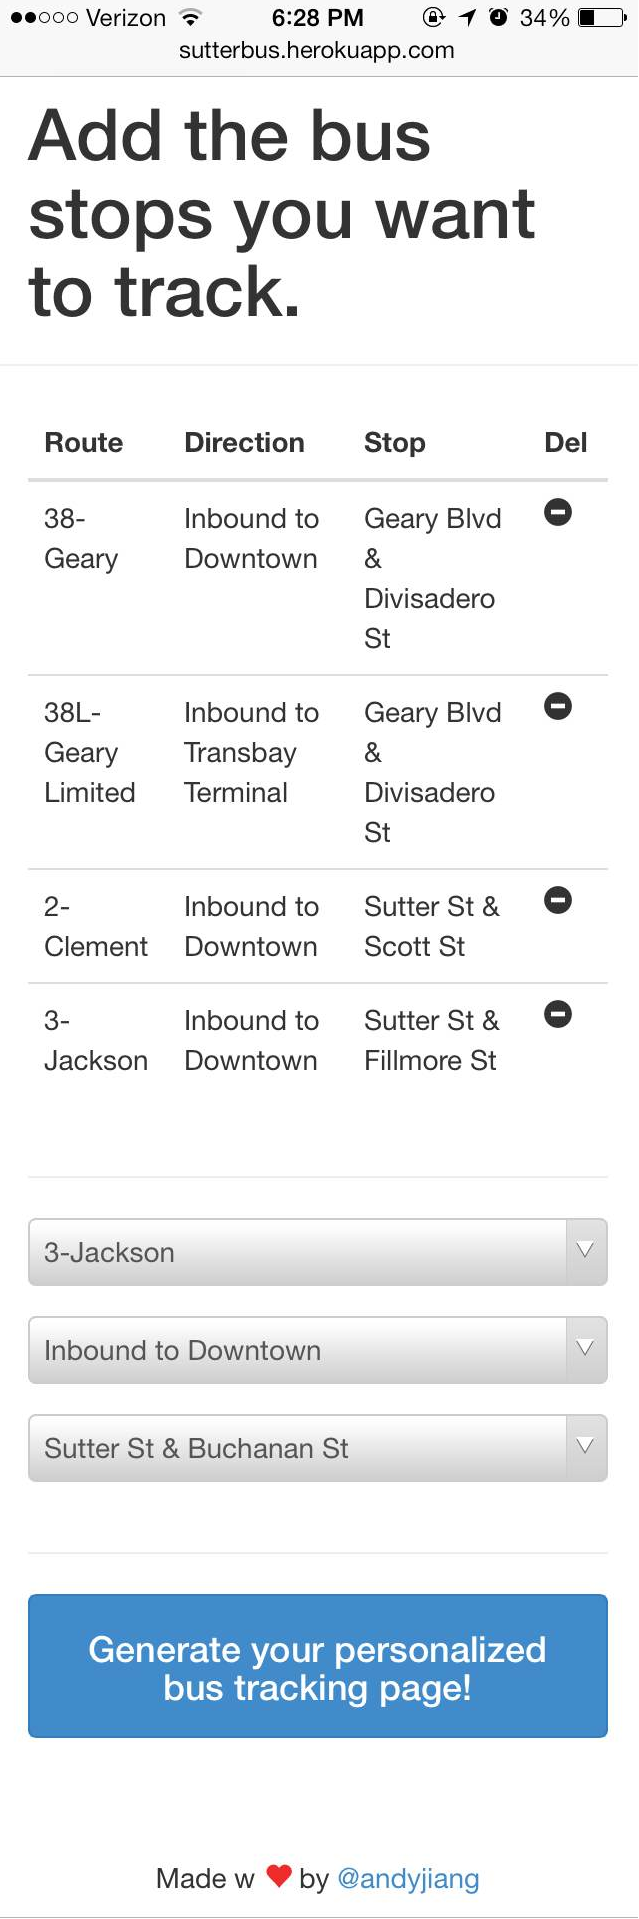 Verizon 6:28 PM 34%
sutterbus.herokuapp.com
Add the bus
stops you want
to track.
Route Direction Stop Del
38- Inbound to Geary Blvd
Geary Downtown &
Divisadero
St
38L- Inbound to Geary Blvd
Geary Transbay &
Limited Terminal Divisadero
St
2- Inbound to Sutter St &
Clement Downtown Scott St
3- Inbound to Sutter St &
Jackson Downtown Fillmore St
3-Jackson
Inbound to Downtown
Sutter St & Buchanan St
Generate your personalized
bus tracking page!
Made w ❤ by @andyjiang